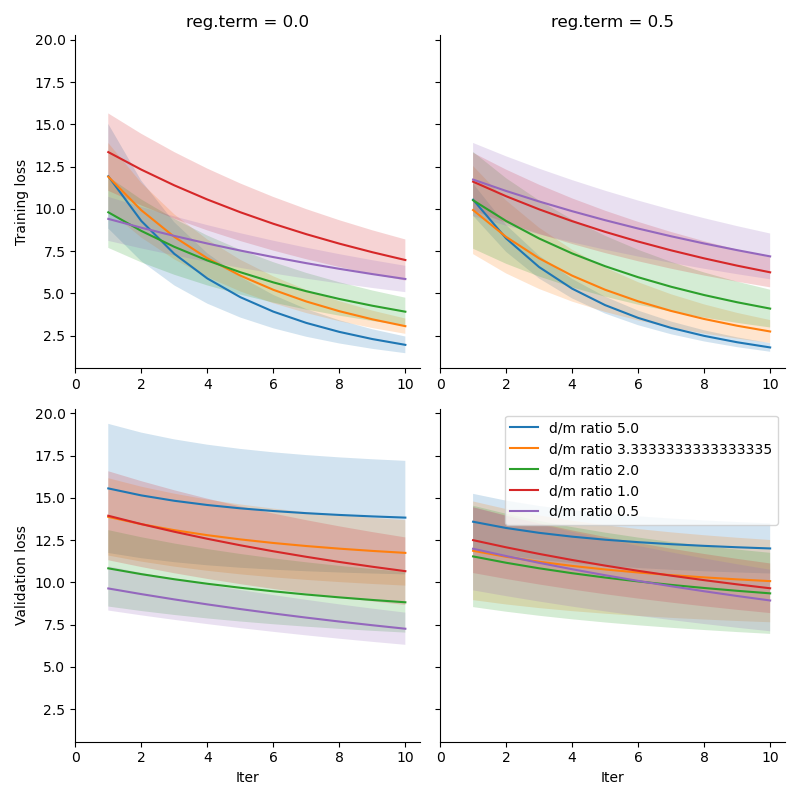 reg.term = 0.0
reg.term = 0.5
Training loss
20.0
17.5
15.0
12.5
10.0
7.5
5.0
2.5
0 2 4 6 8 10
0 2 4 6 8 10
Validation loss
20.0
17.5
15.0
12.5
10.0
7.5
5.0
2.5
d/m ratio 5.0
d/m ratio 3.3333333333333335
d/m ratio 2.0
d/m ratio 1.0
d/m ratio 0.5
0 2 4 6 8 10
0 2 4 6 8 10
Iter
Iter